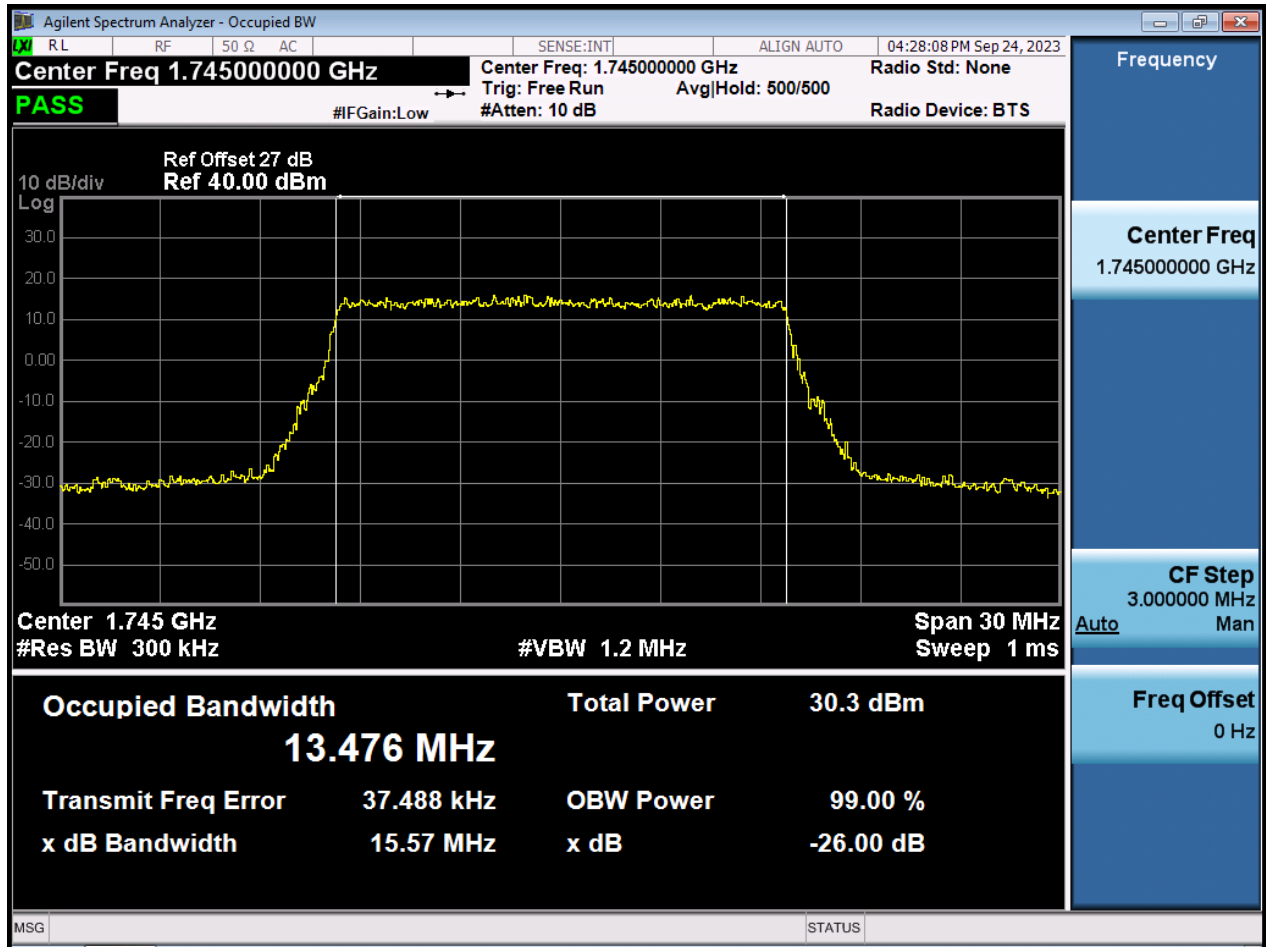 Agilent Spectrum Analyzer - Occupied BW
LXI RL RF 50 Ω AC SENSE:INT ALIGN AUTO 04:28:08 PM Sep 24, 2023
Center Freq 1.745000000 GHz
PASS
#IFGain:Low
Center Freq: 1.745000000 GHz
Trig: Free Run Avg|Hold: 500/500
#Atten: 10 dB
Radio Std: None
Radio Device: BTS
Ref Offset 27 dB
10 dB/div Ref 40.00 dBm
Log
30.0
20.0
10.0
0.00
-10.0
-20.0
-30.0
-40.0
-50.0
Center 1.745 GHz Span 30 MHz
#Res BW 300 kHz #VBW 1.2 MHz Sweep 1 ms
Occupied Bandwidth Total Power 30.3 dBm
13.476 MHz
Transmit Freq Error 37.488 kHz OBW Power 99.00 %
x dB Bandwidth 15.57 MHz x dB -26.00 dB
MSG STATUS
Frequency
Center Freq
1.745000000 GHz
CF Step
3.000000 MHz
Auto Man
Freq Offset
0 Hz